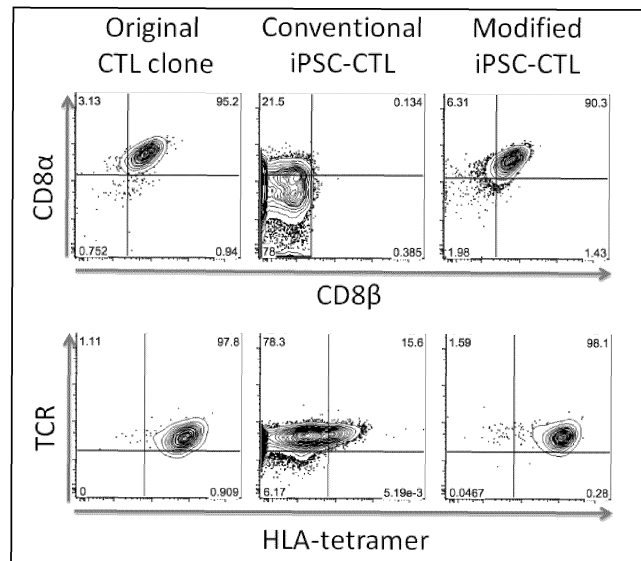 Original CTL clone
Conventional iPSC-CTL
Modified iPSC-CTL
3.13 95.2
0.752 0.94
21.5 0.134
78 0.385
6.31 90.3
1.98 1.43
CD8α
CD8β
1.11 97.8
0 0.909
78.3 15.6
6.17 5.19e-3
1.59 98.1
0.0467 0.28
TCR
HLA-tetramer